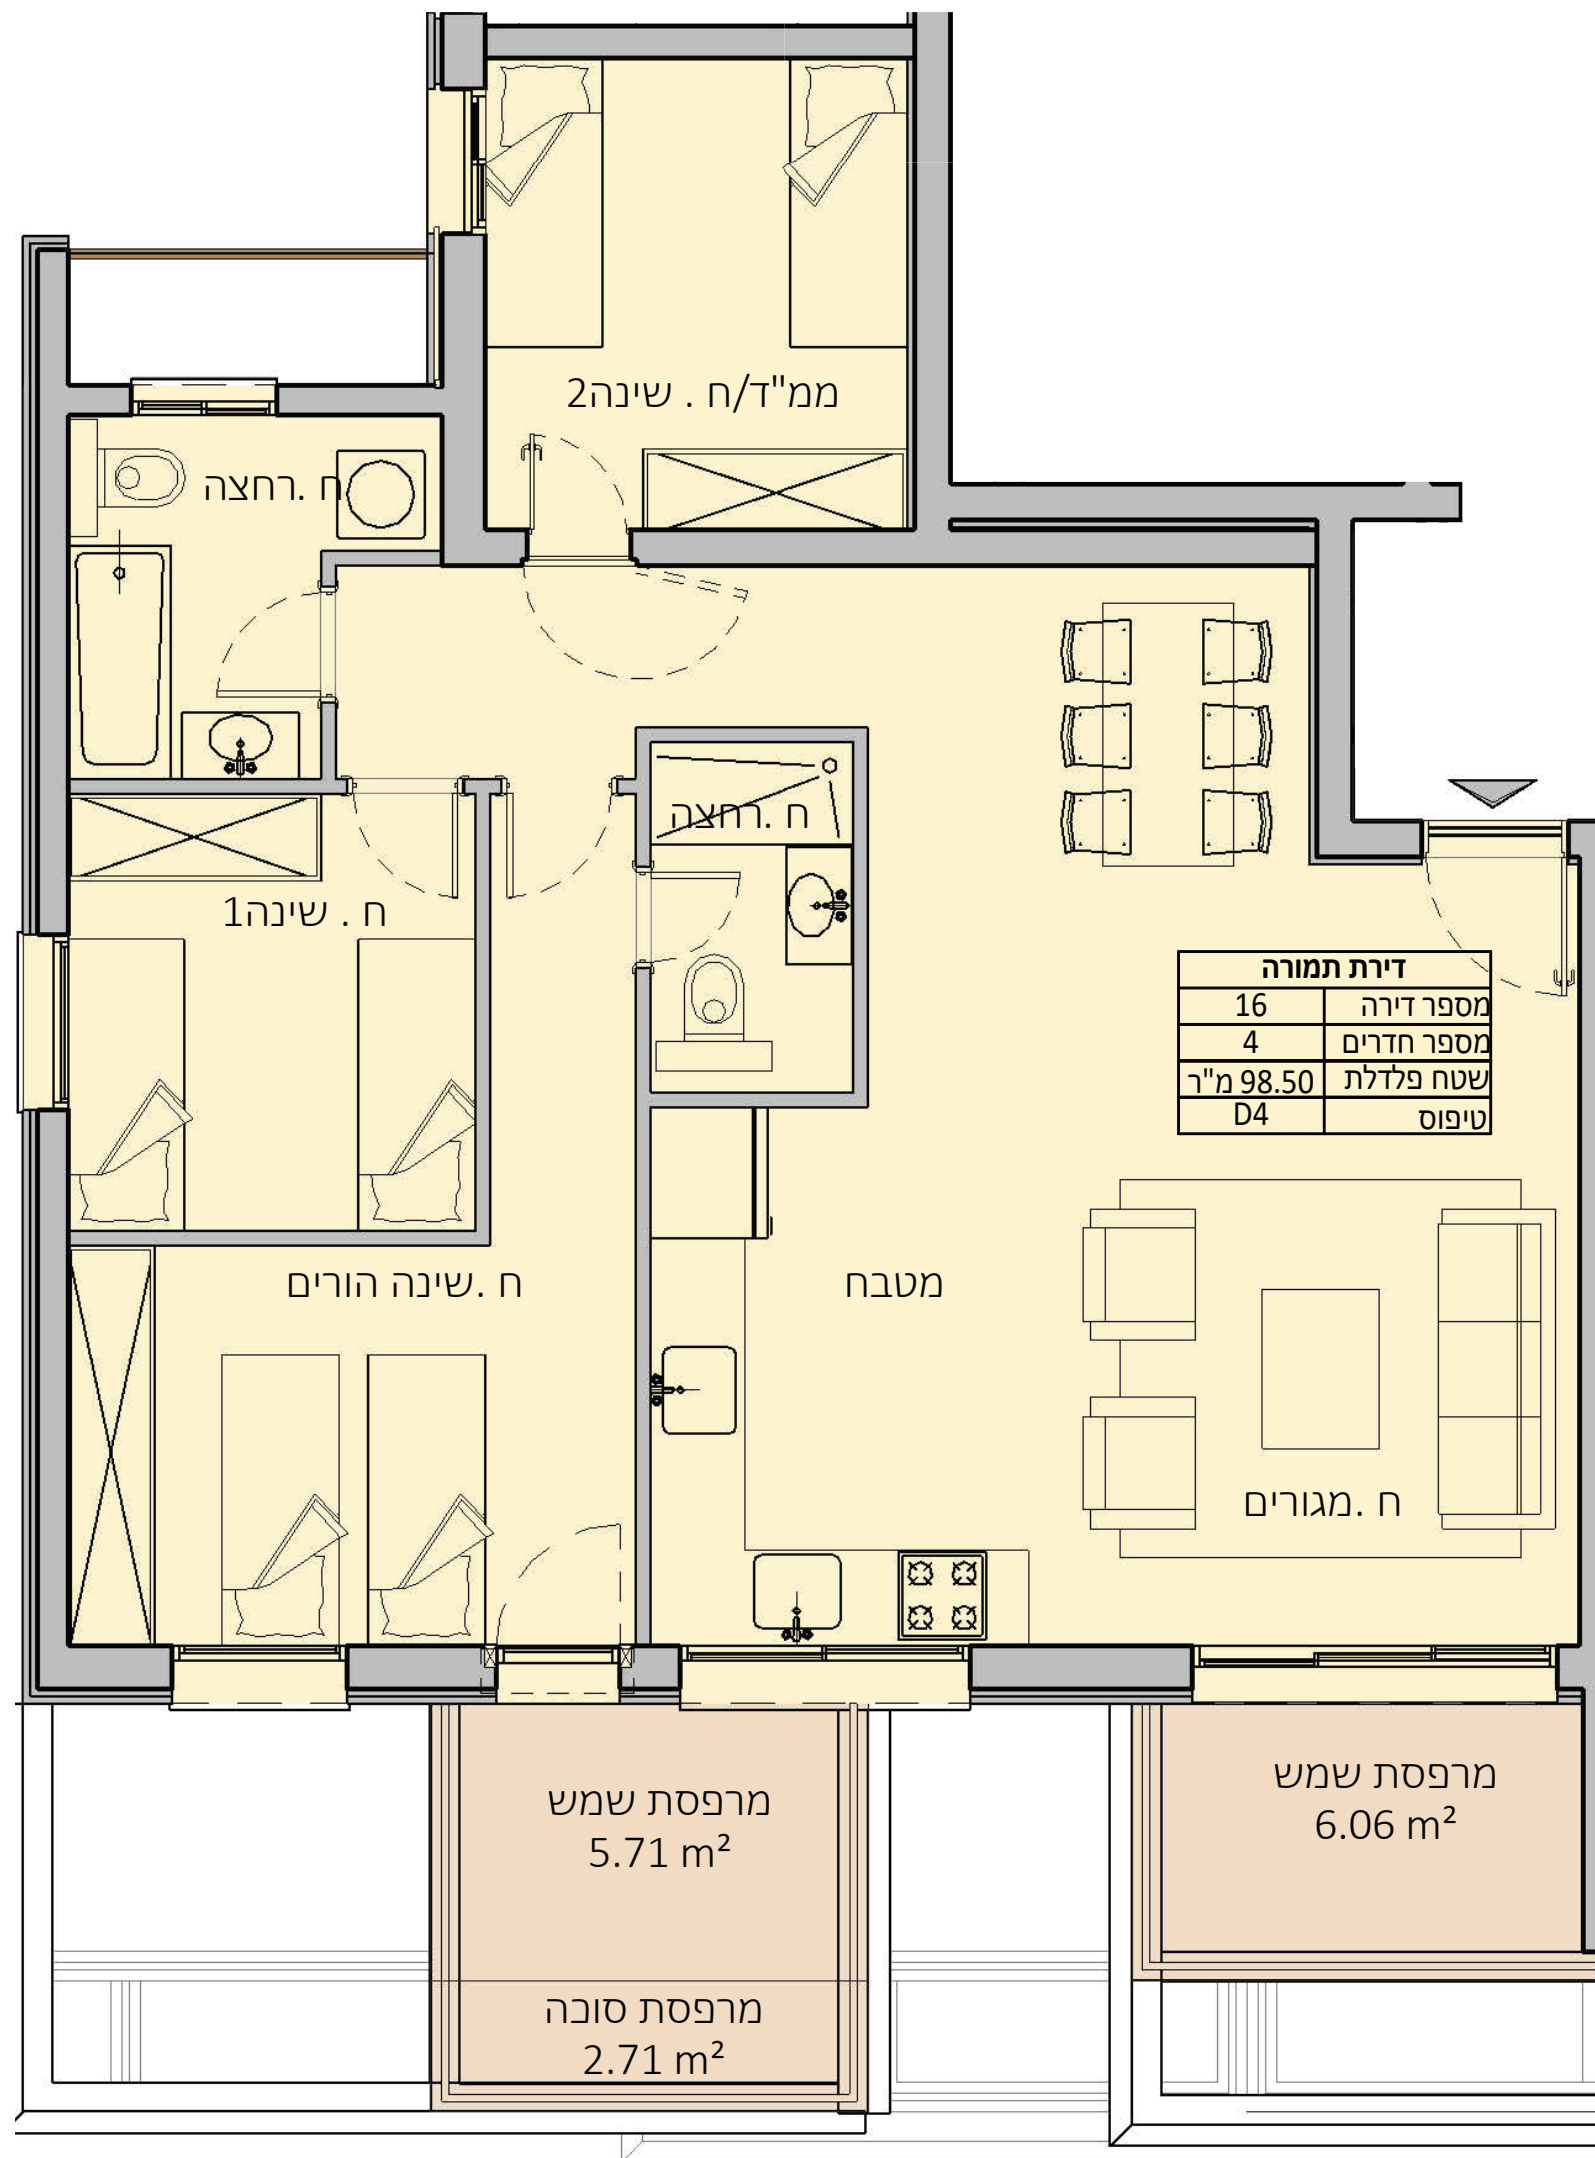 ממ"ד/ח . שינה2
ח .רחצה
ח .רחצה
ח . שינה1
דירת תמורה
מספר דירה 16
מספר חדרים 4
שטח פלדלת 98.50 מ"ר
טיפוס D4
ח .שינה הורים
מטבח
ח .מגורים
מרפסת שמש
6.06 m²
מרפסת שמש
5.71 m²
מרפסת סוכה
2.71 m²